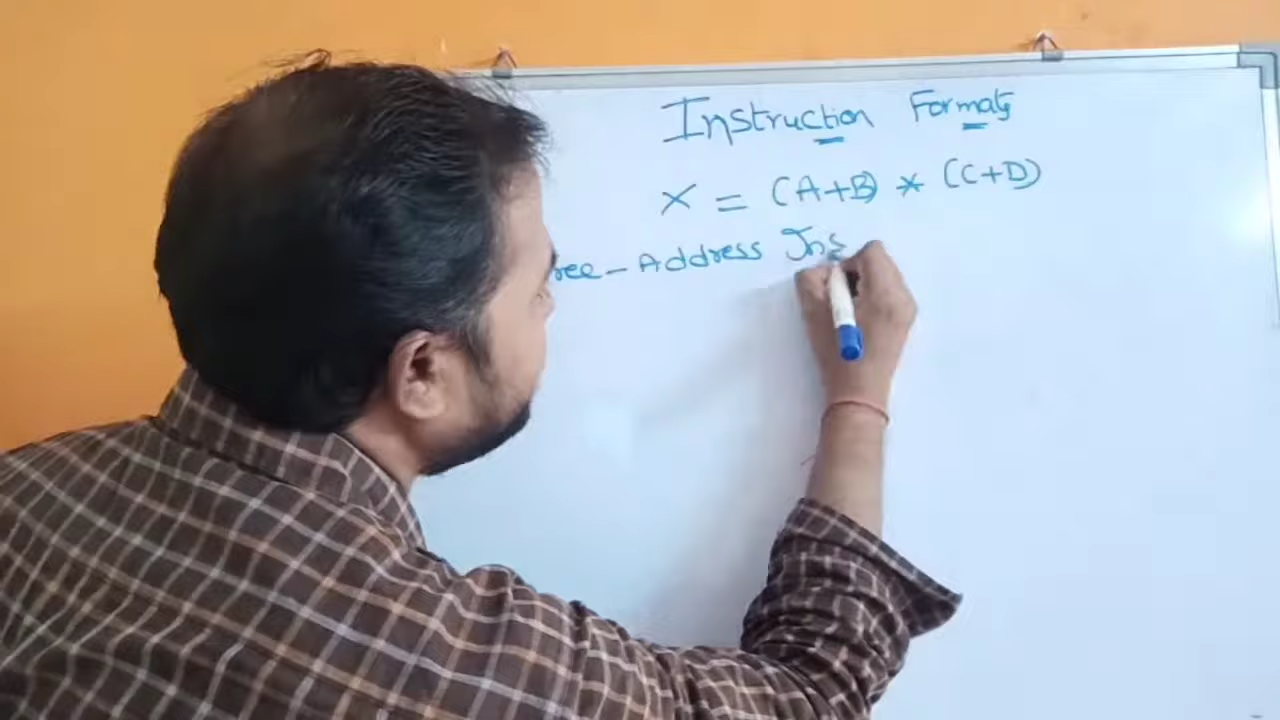 Instruction Formats
X = (A+B) * (C+D)
ree - Address Ins